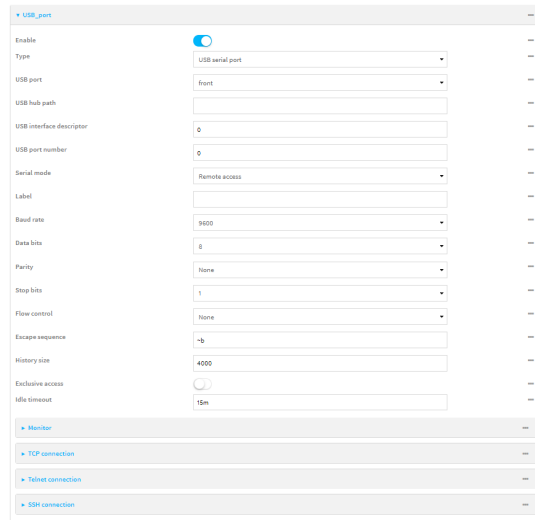 ▾ USB_port
Enable
Type
USB serial port
USB port
front
USB hub path
USB interface descriptor
0
USB port number
0
Serial mode
Remote access
Label
Baud rate
9600
Data bits
8
Parity
None
Stop bits
1
Flow control
None
Escape sequence
~b
History size
4000
Exclusive access
Idle timeout
15m
▸ Monitor
▸ TCP connection
▸ Telnet connection
▸ SSH connection